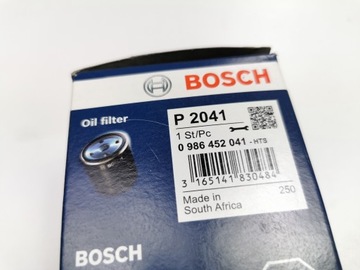 BOSCH
Oil filter
P 2041
1 St/Pc
0 986 452 041 - HTS
3 165141 830484
Made in
South Africa
250
BOSCH